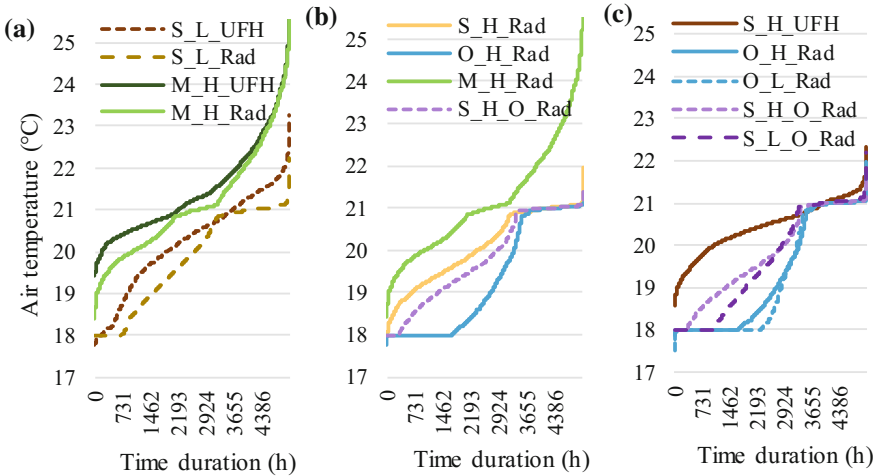 (a)
S_L_UFH
S_L_Rad
M_H_UFH
M_H_Rad
25
24
23
22
21
20
19
18
17
Air temperature (°C)
0
731
1462
2193
2924
3655
4386
Time duration (h)
(b)
S_H_Rad
O_H_Rad
M_H_Rad
S_H_O_Rad
25
24
23
22
21
20
19
18
17
0
731
1462
2193
2924
3655
4386
Time duration (h)
(c)
S_H_UFH
O_H_Rad
O_L_Rad
S_H_O_Rad
S_L_O_Rad
25
24
23
22
21
20
19
18
17
0
731
1462
2193
2924
3655
4386
Time duration (h)